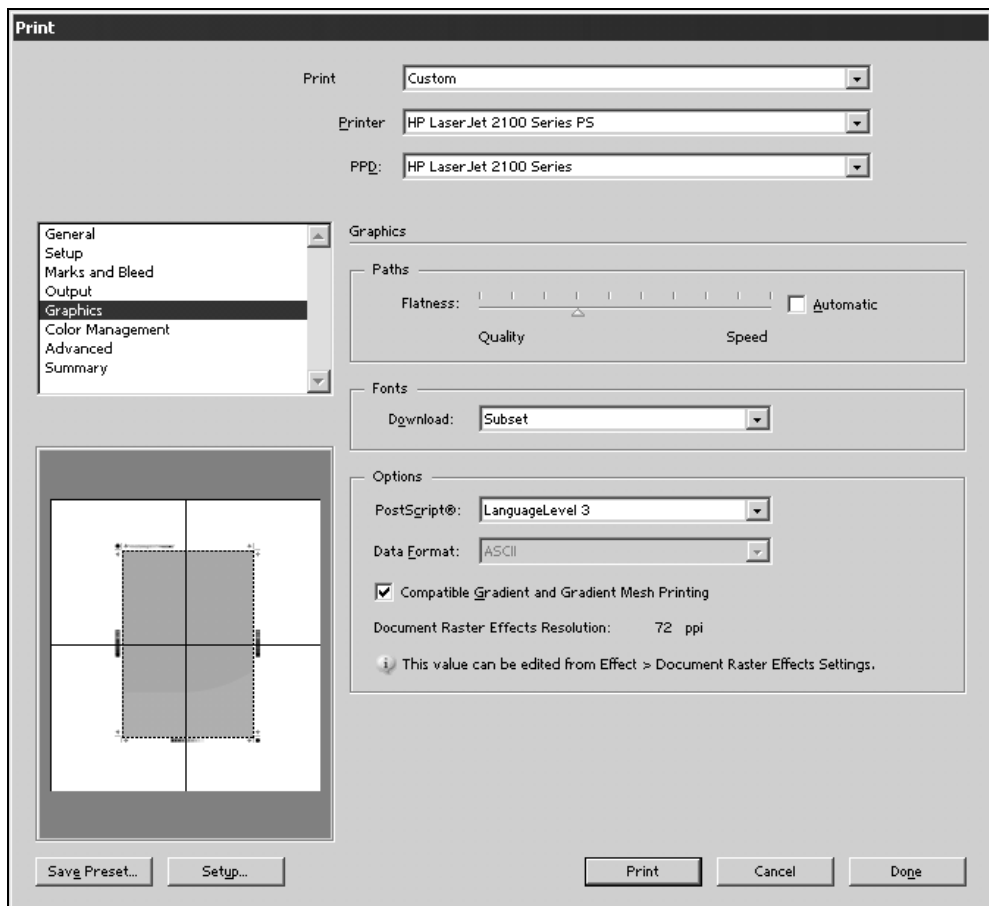 Print
Print Custom
Printer HP LaserJet 2100 Series PS
PPD: HP LaserJet 2100 Series
General
Setup
Marks and Bleed
Output
Graphics
Color Management
Advanced
Summary
Graphics
Paths
Flatness: Automatic
Quality Speed
Fonts
Download: Subset
Options
PostScript®: LanguageLevel 3
Data Format: ASCII
Compatible Gradient and Gradient Mesh Printing
Document Raster Effects Resolution: 72 ppi
This value can be edited from Effect > Document Raster Effects Settings.
Save Preset... Setup... Print Cancel Done